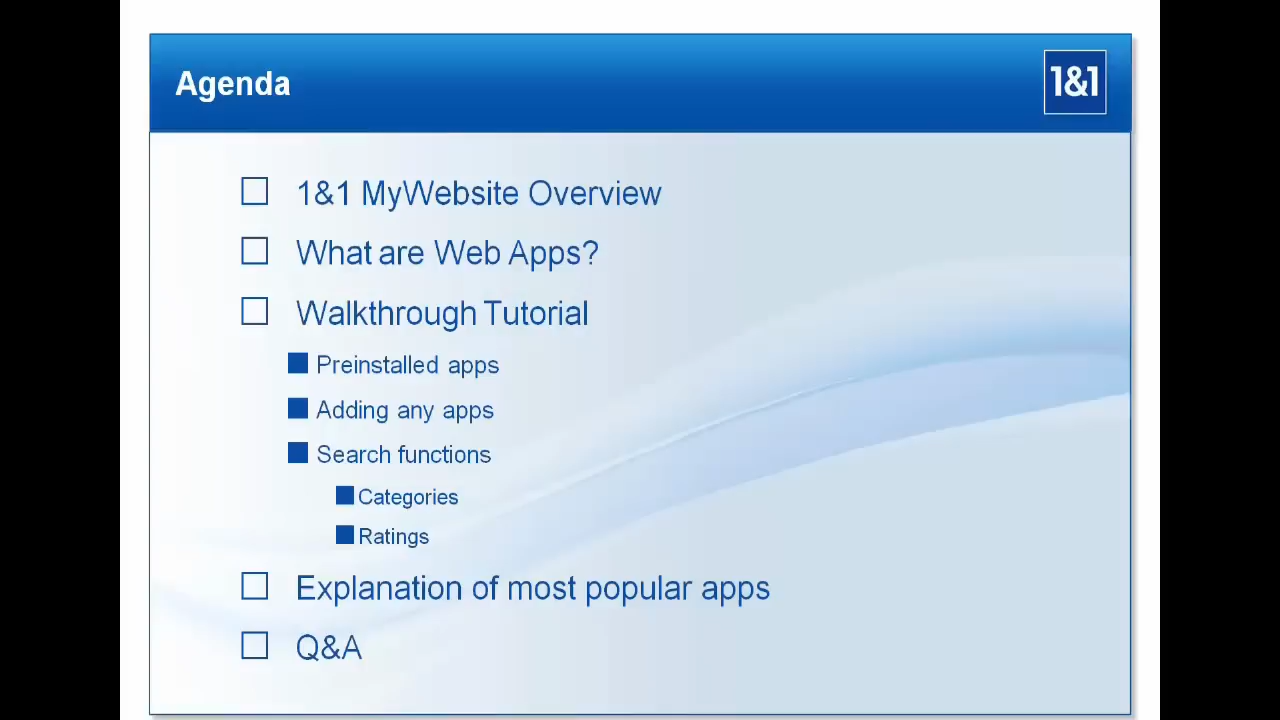 Agenda
1&1
1&1 MyWebsite Overview
What are Web Apps?
Walkthrough Tutorial
Preinstalled apps
Adding any apps
Search functions
Categories
Ratings
Explanation of most popular apps
Q&A